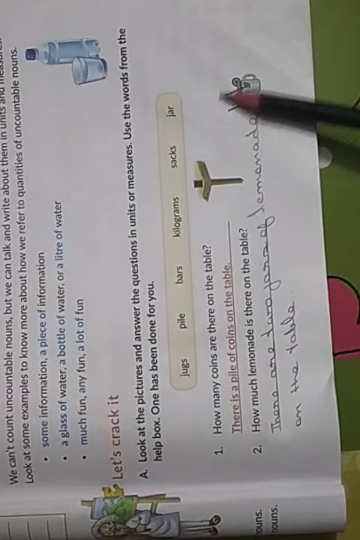 We can't count uncountable nouns, but we can talk and write about them in units and measures.
Look at some examples to know more about how we refer to quantities of uncountable nouns.
• some information, a piece of information
• a glass of water, a bottle of water, or a litre of water
• much fun, any fun, a lot of fun
Let's crack it
A. Look at the pictures and answer the questions in units or measures. Use the words from the
help box. One has been done for you.
jugs pile bars kilograms sacks jar
1. How many coins are there on the table?
There is a pile of coins on the table.
2. How much lemonade is there on the table?
There are two jars of lemonade
on the table.
ouns.
nouns.